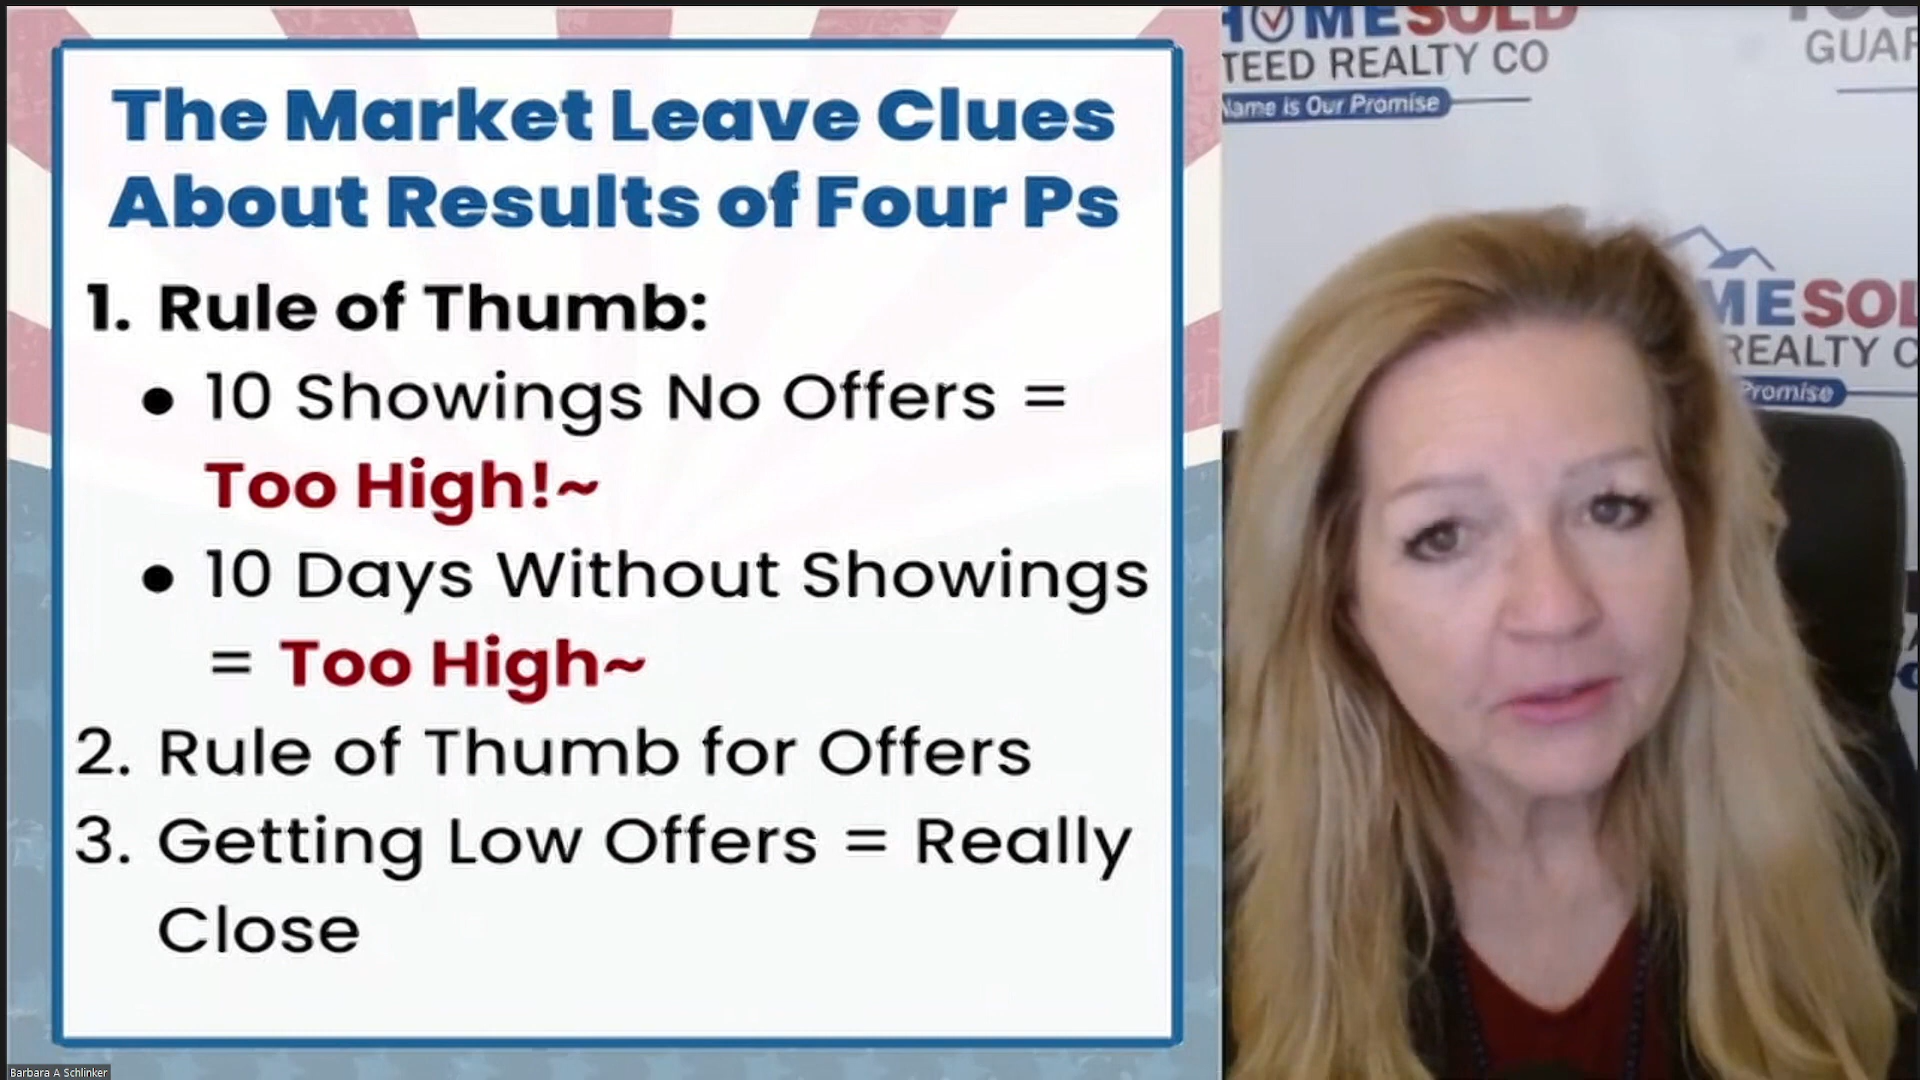 The Market Leave Clues
About Results of Four Ps
1. Rule of Thumb:
● 10 Showings No Offers =
Too High!~
● 10 Days Without Showings
= Too High~
2. Rule of Thumb for Offers
3. Getting Low Offers = Really
Close
HOMESOLD
TEED REALTY CO
Name is Our Promise
GUAR
MESOL
REALTY C
Promise
Barbara A Schlinker